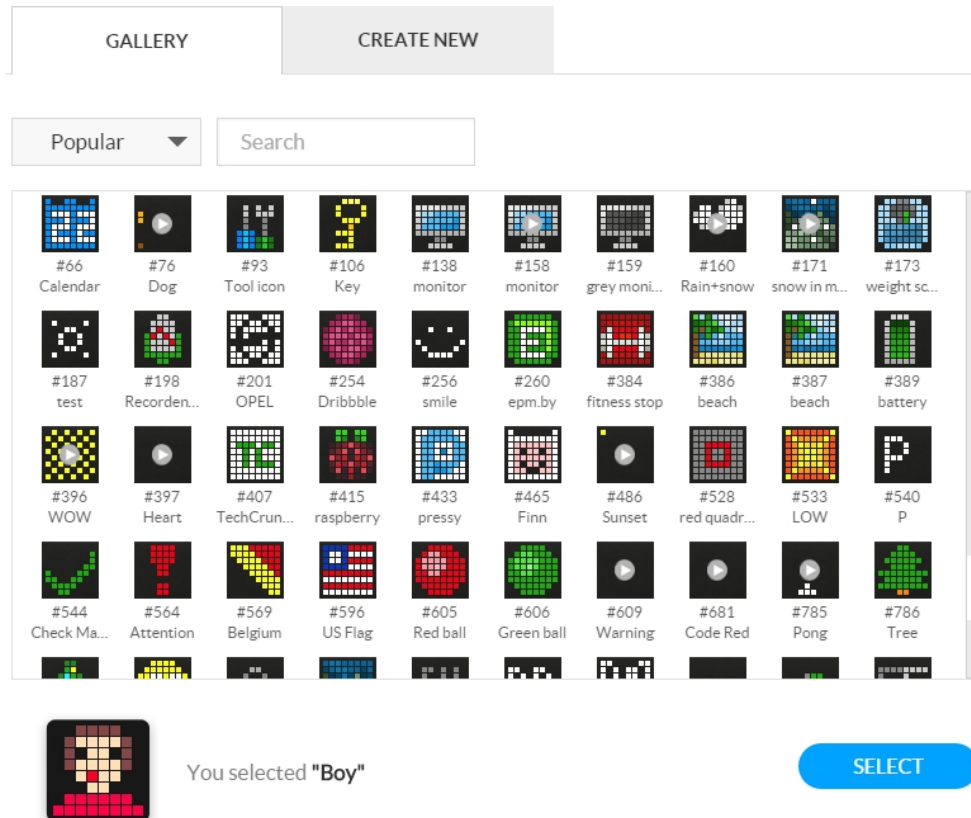 GALLERY CREATE NEW
Popular Search
#66 #76 #93 #106 #138 #158 #159 #160 #171 #173
Calendar Dog Tool icon Key monitor monitor grey moni... Rain+snow snow in m... weight sc...
#187 #198 #201 #254 #256 #260 #384 #386 #387 #389
test Recorden... OPEL Dribbble smile epm.by fitness stop beach beach battery
#396 #397 #407 #415 #433 #465 #486 #528 #533 #540
WOW Heart TechCrun... raspberry pressy Finn Sunset red quadr... LOW P
#544 #564 #569 #596 #605 #606 #609 #681 #785 #786
Check Ma... Attention Belgium US Flag Red ball Green ball Warning Code Red Pong Tree
You selected "Boy" SELECT